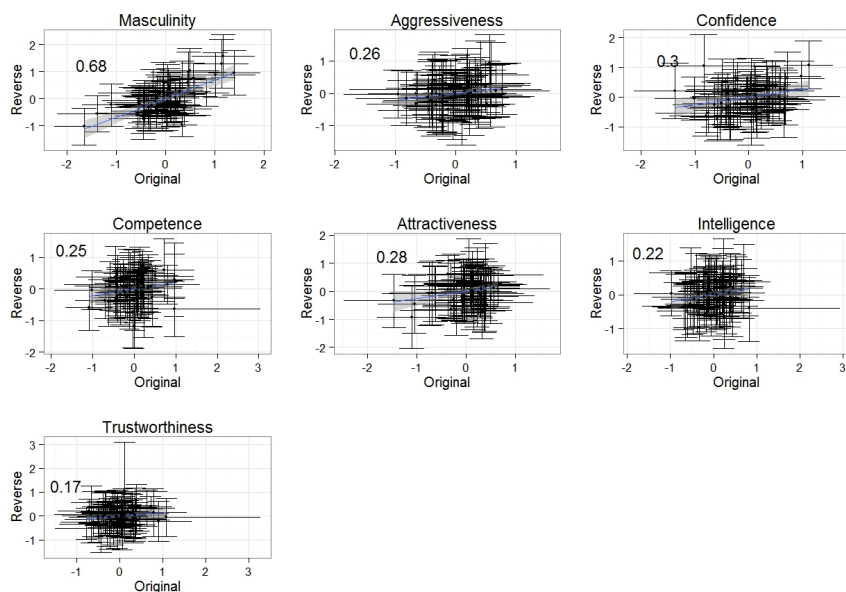 Masculinity Aggressiveness Confidence
0.68 0.26 0.3
2 1 0 -1
1 0 -1
2 1 0 -1
Reverse Reverse Reverse
-2 -1 0 1 2
-2 -1 0 1
-2 -1 0 1
Original Original Original
Competence Attractiveness Intelligence
0.25 0.28 0.22
1 0 -1 -2
2 1 0 -1 -2
1 0 -1
Reverse Reverse Reverse
-2 -1 0 1 2 3
-2 -1 0 1
-2 -1 0 1 2 3
Original Original Original
Trustworthiness
0.17
3 2 1 0 -1
Reverse
-1 0 1 2 3
Original